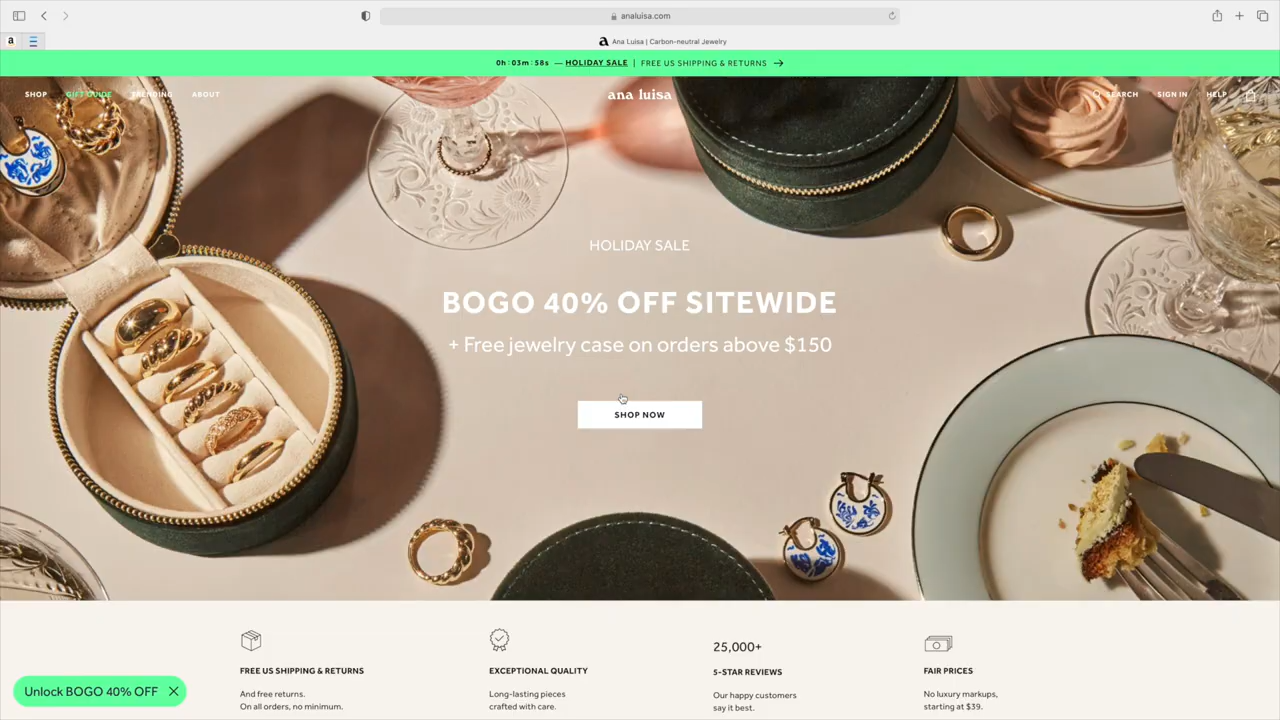 analuisa.com
a
Ana Luisa | Carbon-neutral Jewelry
0h : 03m : 58s — HOLIDAY SALE | FREE US SHIPPING & RETURNS →
SHOP GIFT GUIDE TRENDING ABOUT
ana luisa
SEARCH SIGN IN HELP
HOLIDAY SALE
BOGO 40% OFF SITEWIDE
+ Free jewelry case on orders above $150
SHOP NOW
FREE US SHIPPING & RETURNS
And free returns.
On all orders, no minimum.
EXCEPTIONAL QUALITY
Long-lasting pieces
crafted with care.
25,000+
5-STAR REVIEWS
Our happy customers
say it best.
FAIR PRICES
No luxury markups,
starting at $39.
Unlock BOGO 40% OFF